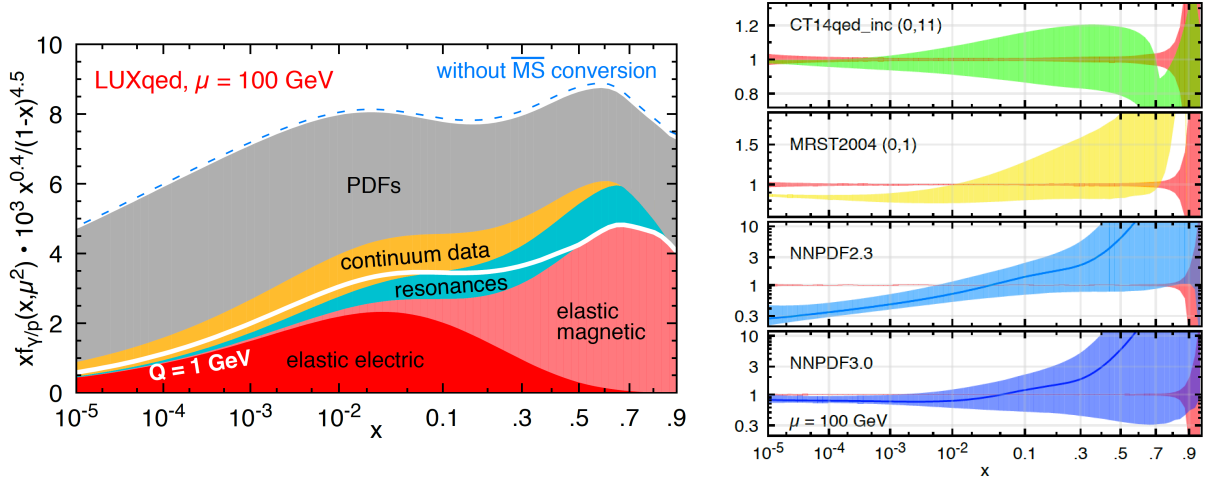 10
8
6
4
2
0
xf_{γ/p}(x,μ²) • 10³ x^{0.4}/(1-x)^{4.5}
LUXqed, μ = 100 GeV
without \overline{MS} conversion
PDFs
continuum data
resonances
elastic
magnetic
elastic electric
Q = 1 GeV
10⁻⁵ 10⁻⁴ 10⁻³ 10⁻² 0.1 .3 .5 .7 .9
x
CT14qed_inc (0,11)
1.2
1.0
0.8
MRST2004 (0,1)
1.5
1
NNPDF2.3
10
3
1
0.3
NNPDF3.0
10
3
1
0.3
μ = 100 GeV
10⁻⁵ 10⁻⁴ 10⁻³ 10⁻² 0.1 .3 .5 .7 .9
x